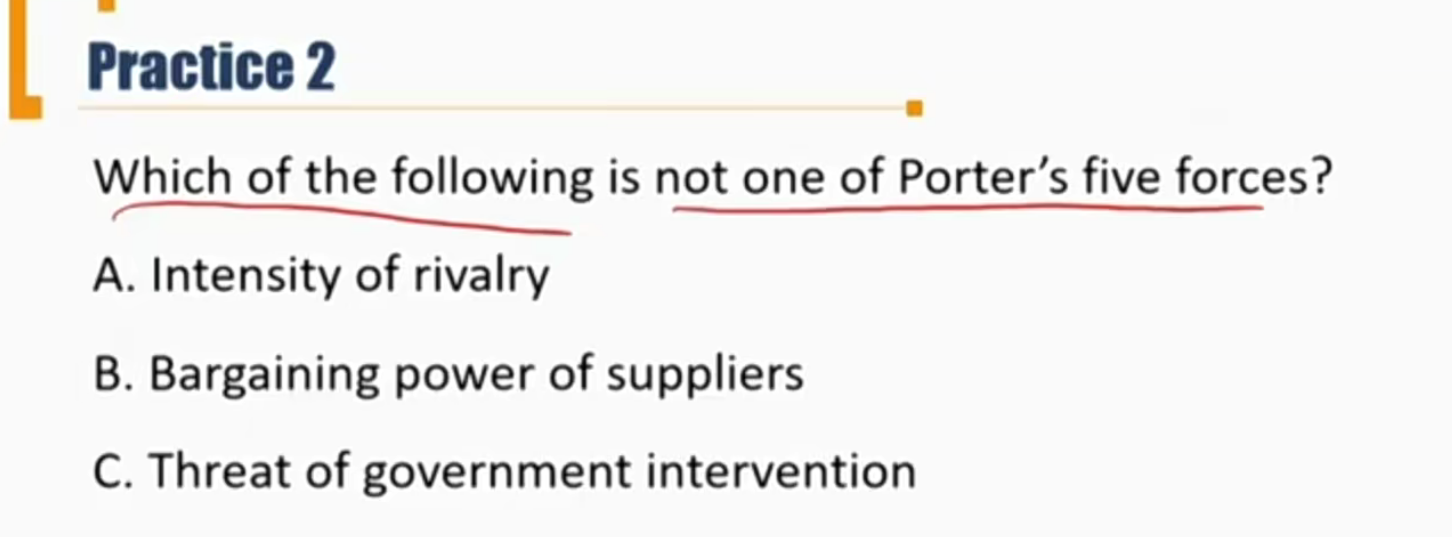 Practice 2
Which of the following is not one of Porter’s five forces?
A. Intensity of rivalry
B. Bargaining power of suppliers
C. Threat of government intervention